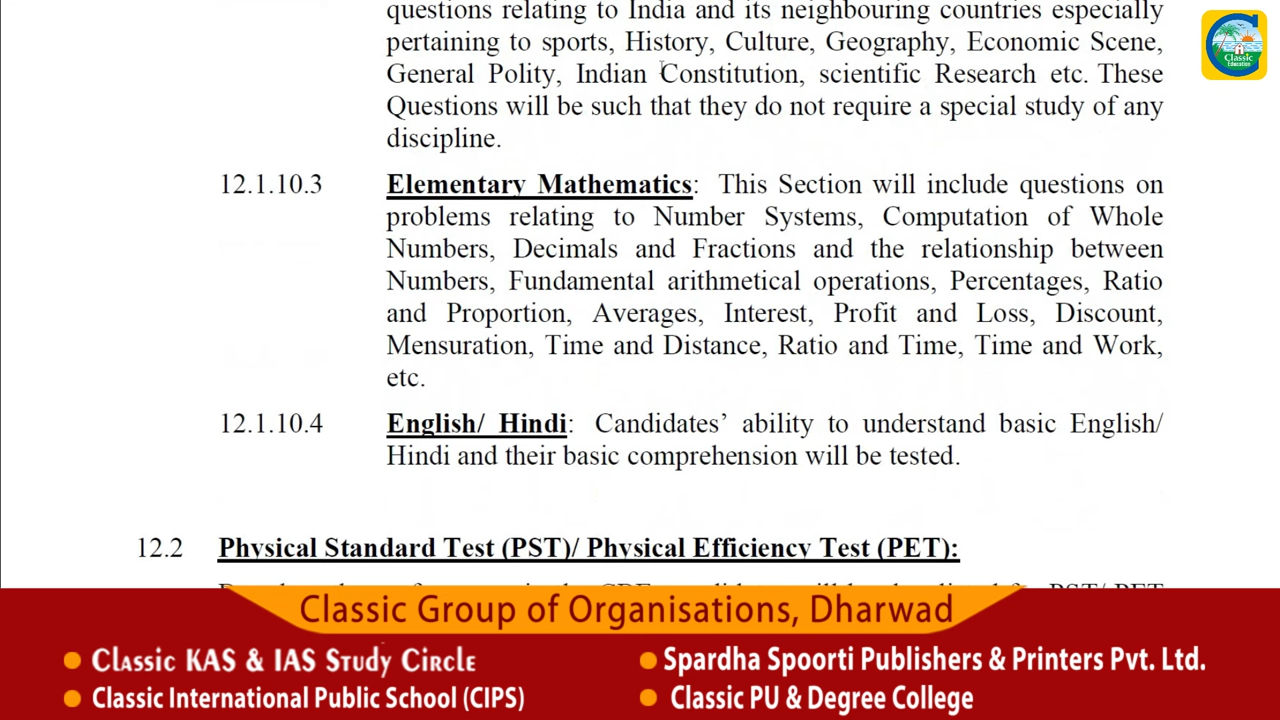 questions relating to India and its neighbouring countries especially
pertaining to sports, History, Culture, Geography, Economic Scene,
General Polity, Indian Constitution, scientific Research etc. These
Questions will be such that they do not require a special study of any
discipline.
12.1.10.3 Elementary Mathematics: This Section will include questions on
problems relating to Number Systems, Computation of Whole
Numbers, Decimals and Fractions and the relationship between
Numbers, Fundamental arithmetical operations, Percentages, Ratio
and Proportion, Averages, Interest, Profit and Loss, Discount,
Mensuration, Time and Distance, Ratio and Time, Time and Work,
etc.
12.1.10.4 English/ Hindi: Candidates’ ability to understand basic English/
Hindi and their basic comprehension will be tested.
12.2 Physical Standard Test (PST)/ Physical Efficiency Test (PET):
PST/ PET
Classic Group of Organisations, Dharwad
Classic KAS & IAS Study Circle
Spardha Spoorti Publishers & Printers Pvt. Ltd.
Classic International Public School (CIPS)
Classic PU & Degree College
Classic
Education